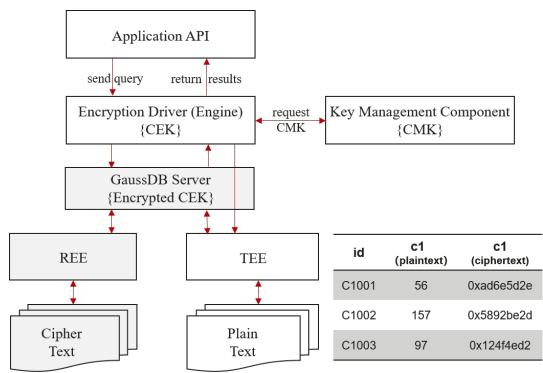 Application API
send query
return results
Encryption Driver (Engine)
{CEK}
request
CMK
Key Management Component
{CMK}
GaussDB Server
{Encrypted CEK}
REE
TEE
Cipher
Text
Plain
Text
id c1 c1
(plaintext) (ciphertext)
C1001 56 0xad6e5d2e
C1002 157 0x5892be2d
C1003 97 0x124f4ed2